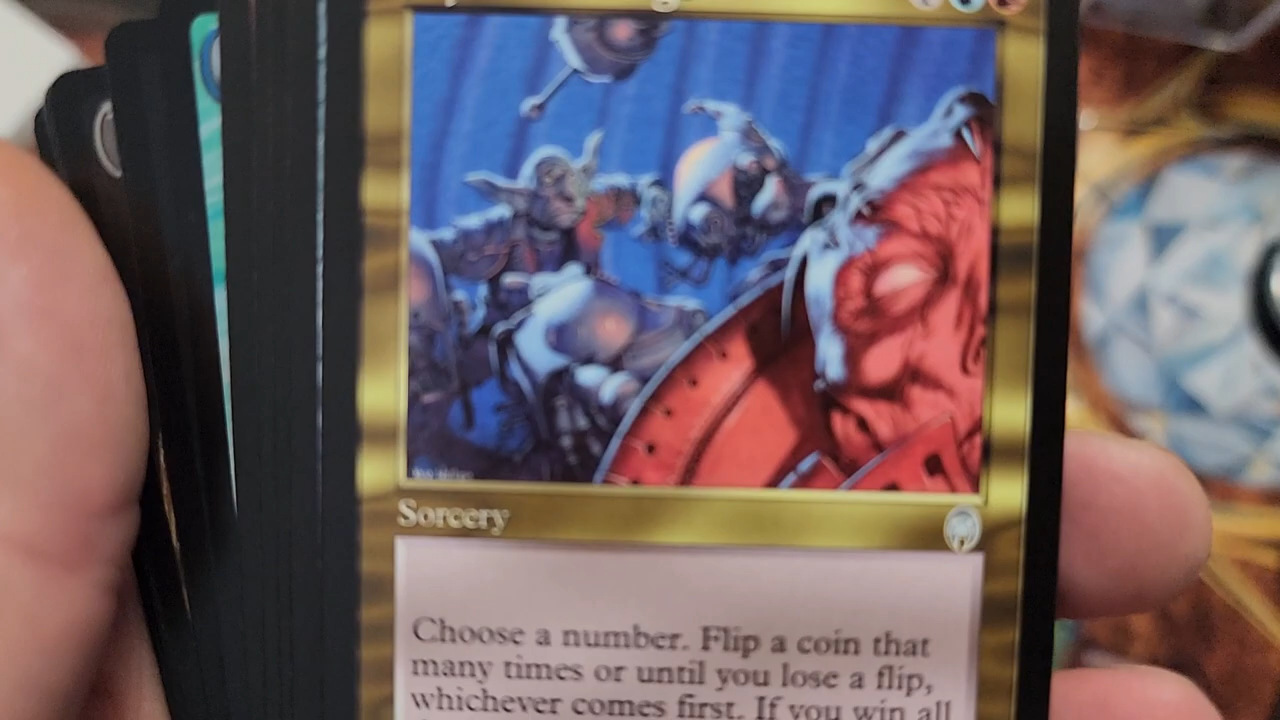 Sorcery
Choose a number. Flip a coin that
many times or until you lose a flip,
whichever comes first. If you win all